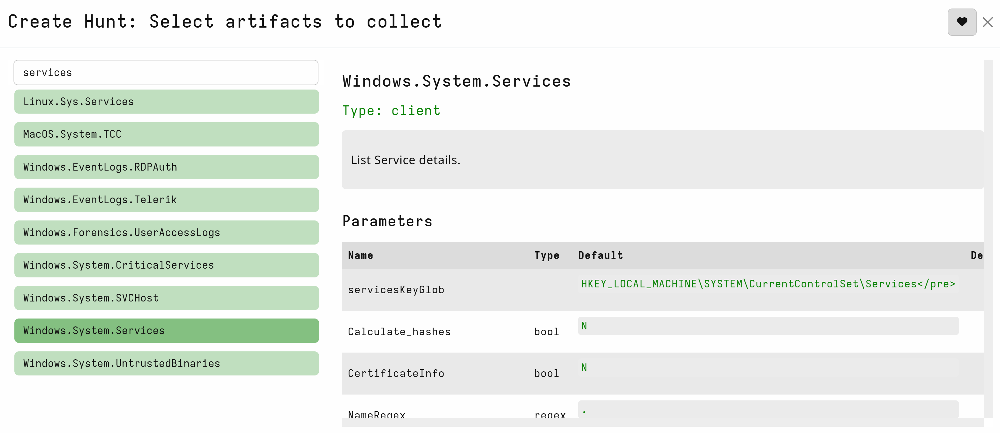 Create Hunt: Select artifacts to collect
services
Linux.Sys.Services
MacOS.System.TCC
Windows.EventLogs.RDPAuth
Windows.EventLogs.Telerik
Windows.Forensics.UserAccessLogs
Windows.System.CriticalServices
Windows.System.SVCHost
Windows.System.Services
Windows.System.UntrustedBinaries
Windows.System.Services
Type: client
List Service details.
Parameters
Name Type Default De
servicesKeyGlob HKEY_LOCAL_MACHINE\SYSTEM\CurrentControlSet\Services</pre>
Calculate_hashes bool N
CertificateInfo bool N
NameRegex regex .